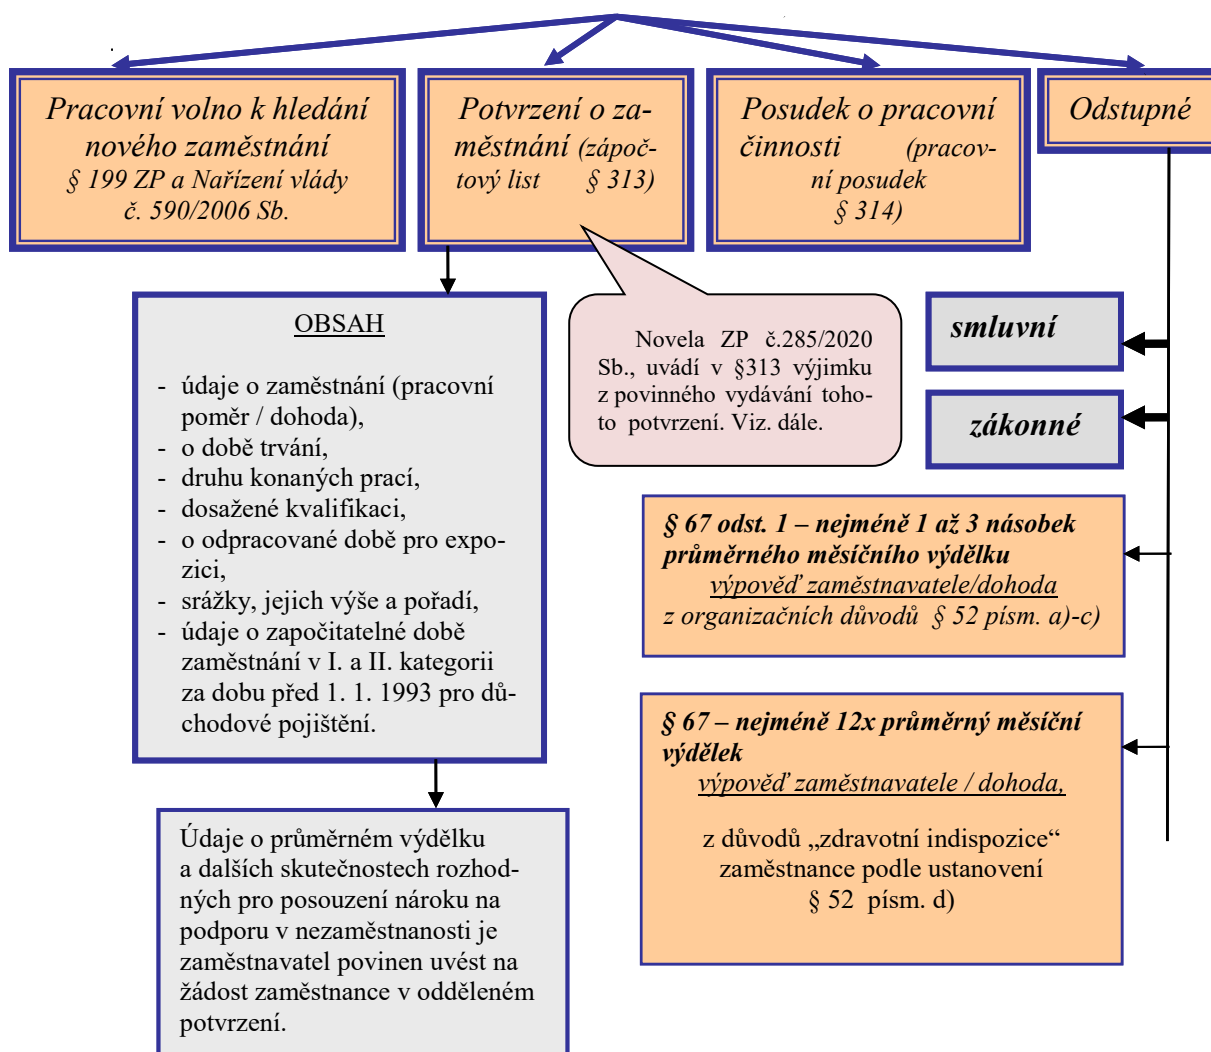 Pracovní volno k hledání
nového zaměstnání
§ 199 ZP a Nařízení vlády
č. 590/2006 Sb.
Potvrzení o za-
městnání (zápoč-
tový list § 313)
Posudek o pracovní
činnosti (pracov-
ní posudek
§ 314)
Odstupné
OBSAH
- údaje o zaměstnání (pracovní
poměr / dohoda),
- o době trvání,
- druhu konaných prací,
- dosažené kvalifikaci,
- o odpracované době pro expo-
zici,
- srážky, jejich výše a pořadí,
- údaje o započitatelné době
zaměstnání v I. a II. kategorii
za dobu před 1. 1. 1993 pro dů-
chodové pojištění.
Novela ZP č.285/2020
Sb., uvádí v §313 výjimku
z povinného vydávání toho-
to potvrzení. Viz. dále.
smluvní
zákonné
§ 67 odst. 1 – nejméně 1 až 3 násobek
průměrného měsíčního výdělku
výpověď zaměstnavatele/dohoda
z organizačních důvodů § 52 písm. a)-c)
§ 67 – nejméně 12x průměrný měsíční
výdělek
výpověď zaměstnavatele / dohoda,
z důvodů „zdravotní indispozice“
zaměstnance podle ustanovení
§ 52 písm. d)
Údaje o průměrném výdělku
a dalších skutečnostech rozhod-
ných pro posouzení nároku na
podporu v nezaměstnanosti je
zaměstnavatel povinen uvést na
žádost zaměstnance v odděleném
potvrzení.